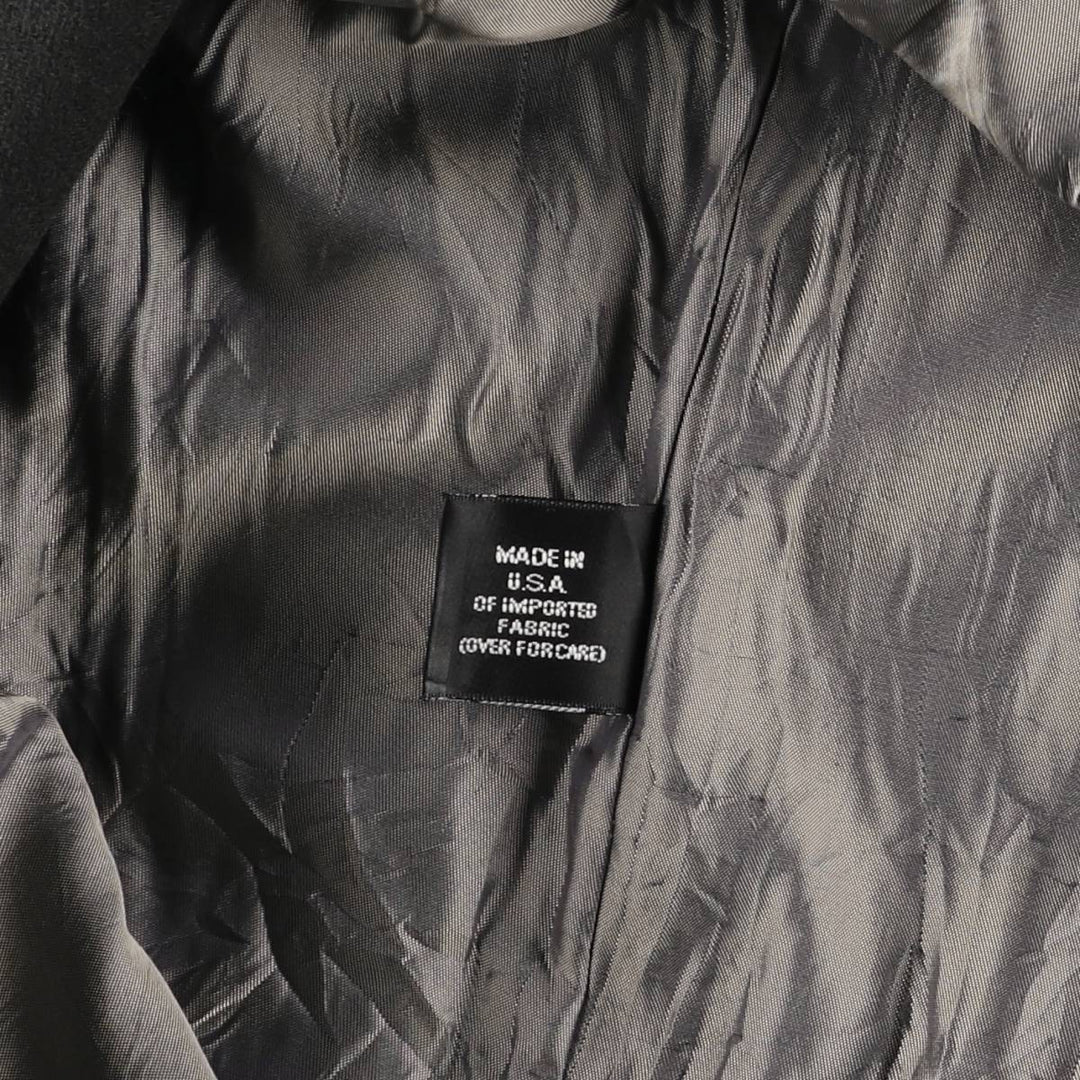 MADE IN
U.S.A.
OF IMPORTED
FABRIC
(OVER FOR CARE)